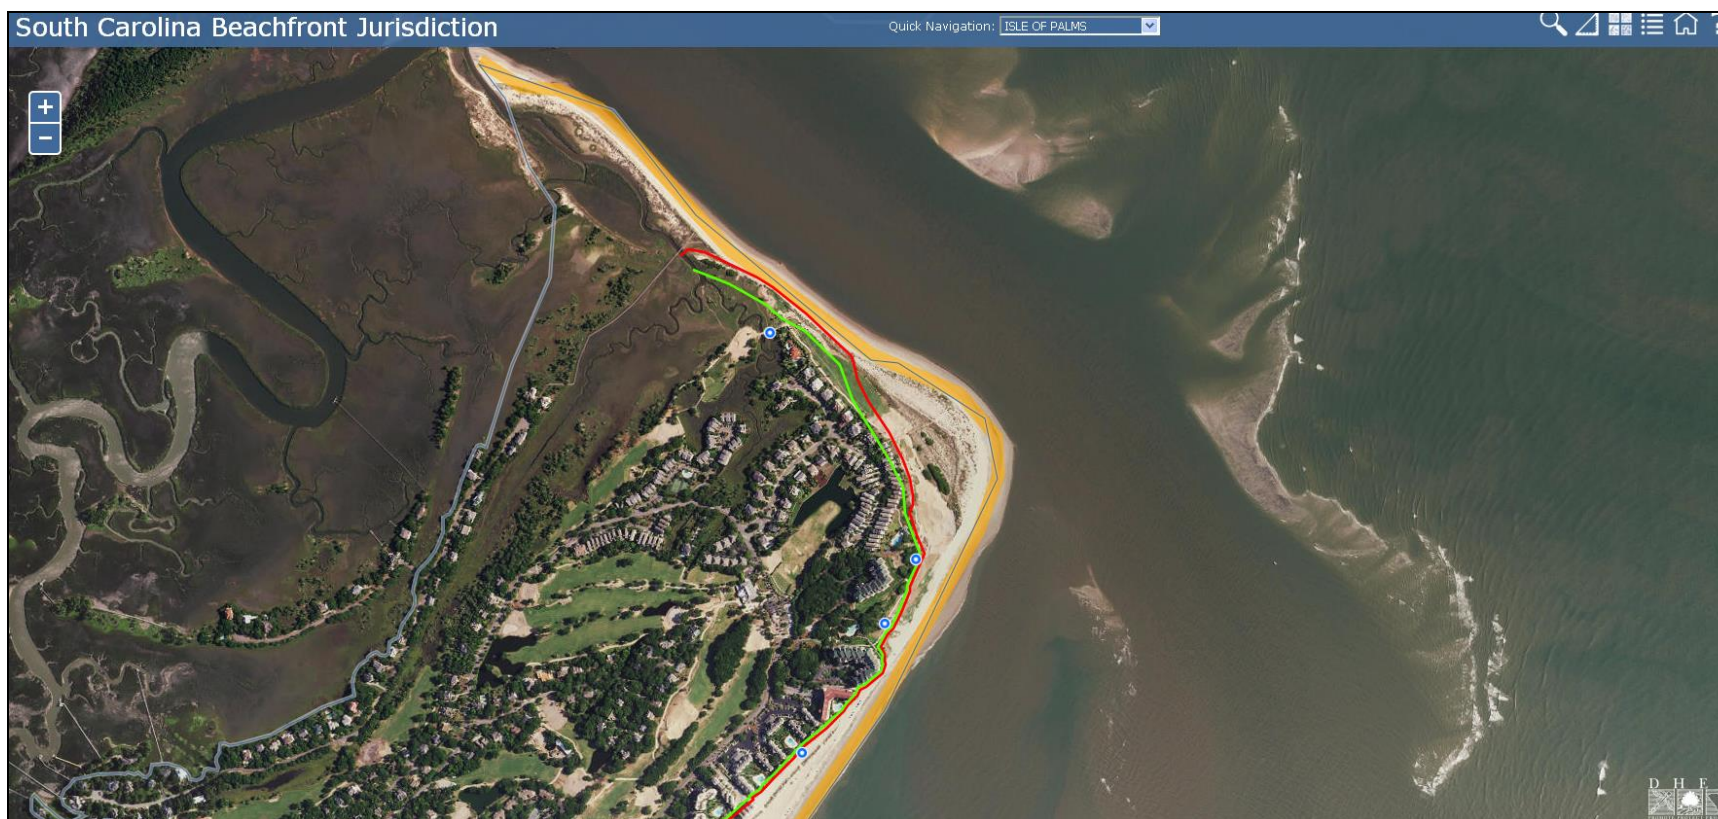 South Carolina Beachfront Jurisdiction
Quick Navigation: ISLE OF PALMS
+
−
D H E